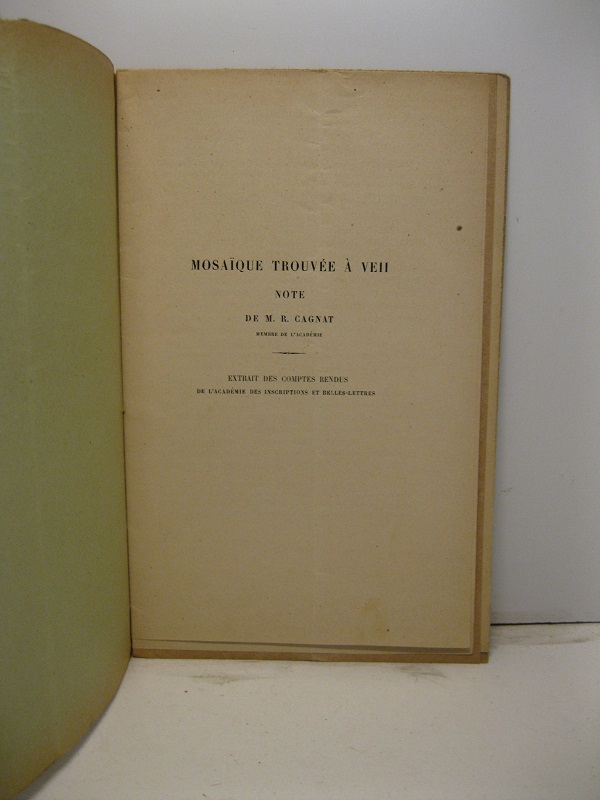 MOSAÏQUE TROUVÉE À VEII
NOTE
DE M. R. CAGNAT
MEMBRE DE L'ACADÉMIE
EXTRAIT DES COMPTES RENDUS
DE L'ACADÉMIE DES INSCRIPTIONS ET BELLES-LETTRES